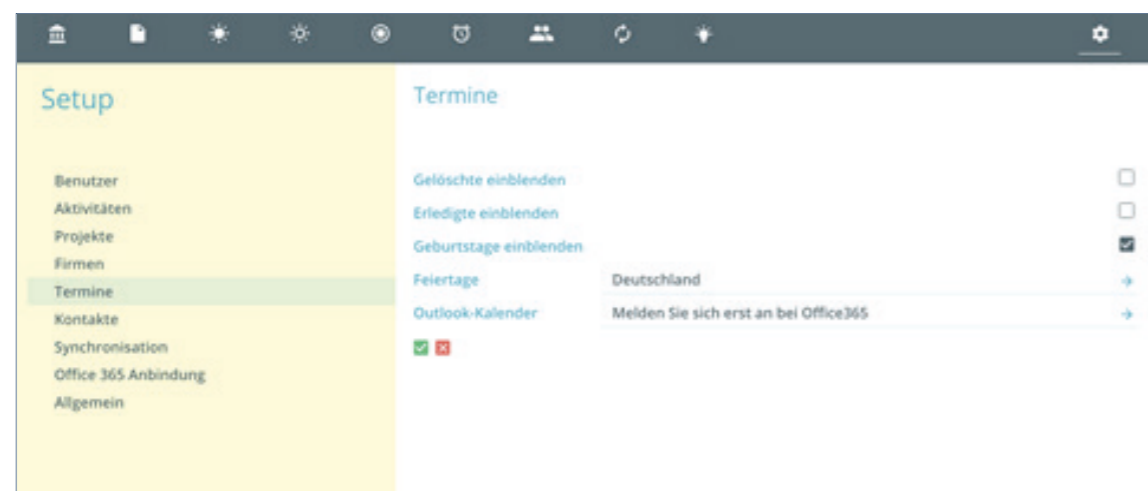 Setup
Benutzer
Aktivitäten
Projekte
Firmen
Termine
Kontakte
Synchronisation
Office 365 Anbindung
Allgemein
Termine
Gelöschte einblenden
Erledigte einblenden
Geburtstage einblenden
Feiertage Deutschland
Outlook-Kalender Melden Sie sich erst an bei Office365